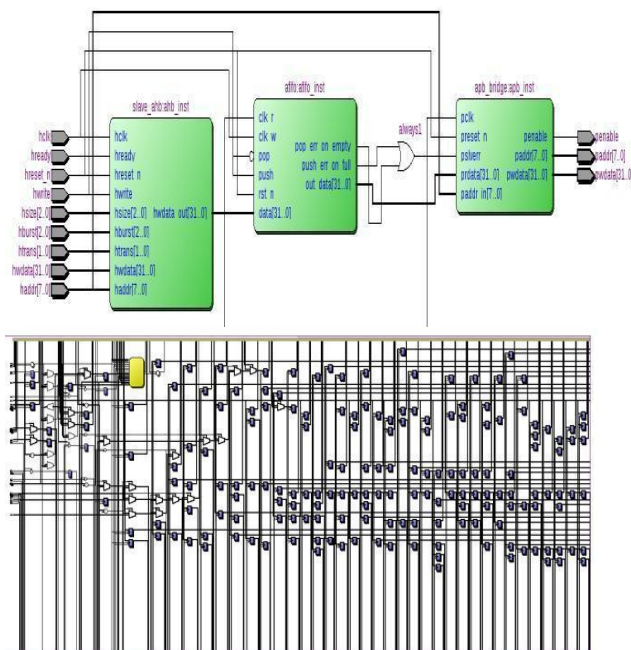 slave_ahb:ahb_inst
hclk
hready
hreset_n
hwrite
hsize[2..0]
hburst[2..0]
htrans[1..0]
hwdata[31..0]
haddr[7..0]
hclk
hready
hreset n
hwrite
hsize[2..0]
hburst[2..0]
htrans[1..0]
hwdata[31..0]
haddr[7..0]
hwdata out[31..0]
clk r
clk w
pop
push
rst n
data[31..0]
pop err on empty
push err on full
out data[31..0]
always1
apb_bridge:apb_inst
pclk
preset n
pslverr
prdata[31..0]
paddr in[7..0]
penable
paddr[7..0]
pwdata[31..0]
penable
paddr[7..0]
pwdata[31..0]